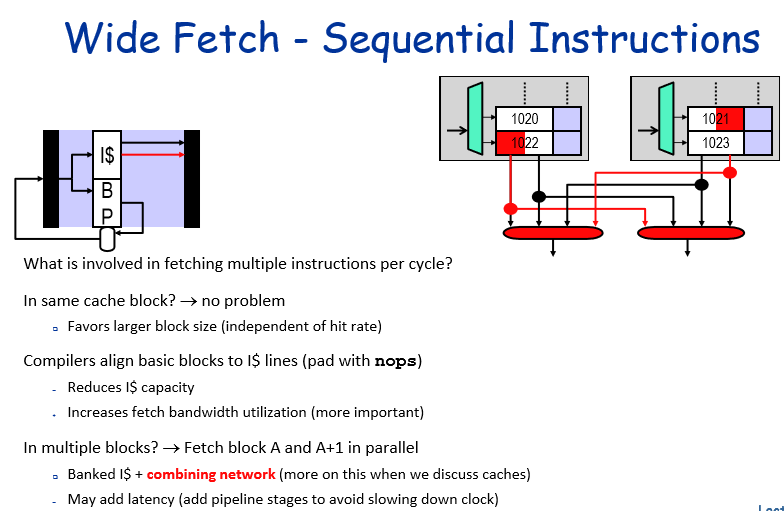 Wide Fetch - Sequential Instructions
1020
1022
1021
1023
I$
B
P
What is involved in fetching multiple instructions per cycle?
In same cache block? → no problem
Favors larger block size (independent of hit rate)
Compilers align basic blocks to I$ lines (pad with nops)
- Reduces I$ capacity
+ Increases fetch bandwidth utilization (more important)
In multiple blocks? → Fetch block A and A+1 in parallel
Banked I$ + combining network (more on this when we discuss caches)
- May add latency (add pipeline stages to avoid slowing down clock)